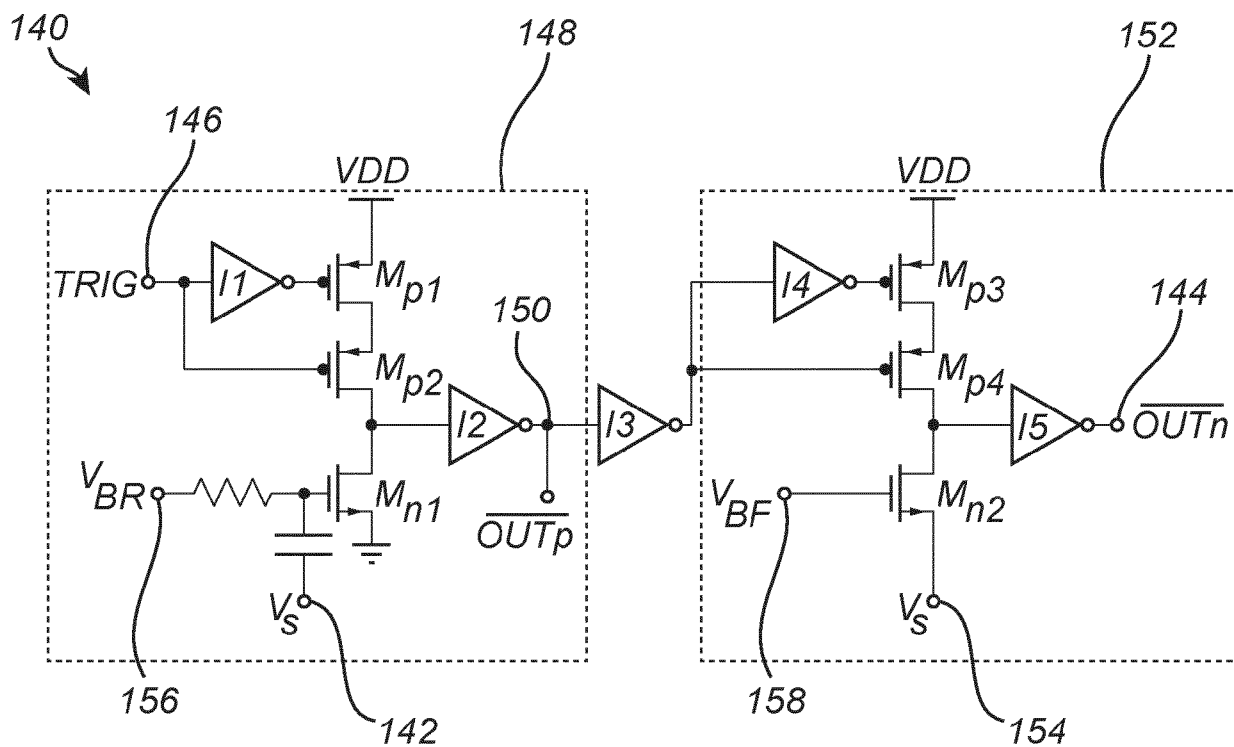 140
148
152
146
VDD
VDD
TRIG
I1
Mp1
I4
Mp3
144
150
Mp2
Mp4
I2
I3
I5
OUTn
VBR
Mn1
OUTp
VBF
Mn2
Vs
Vs
156
142
158
154